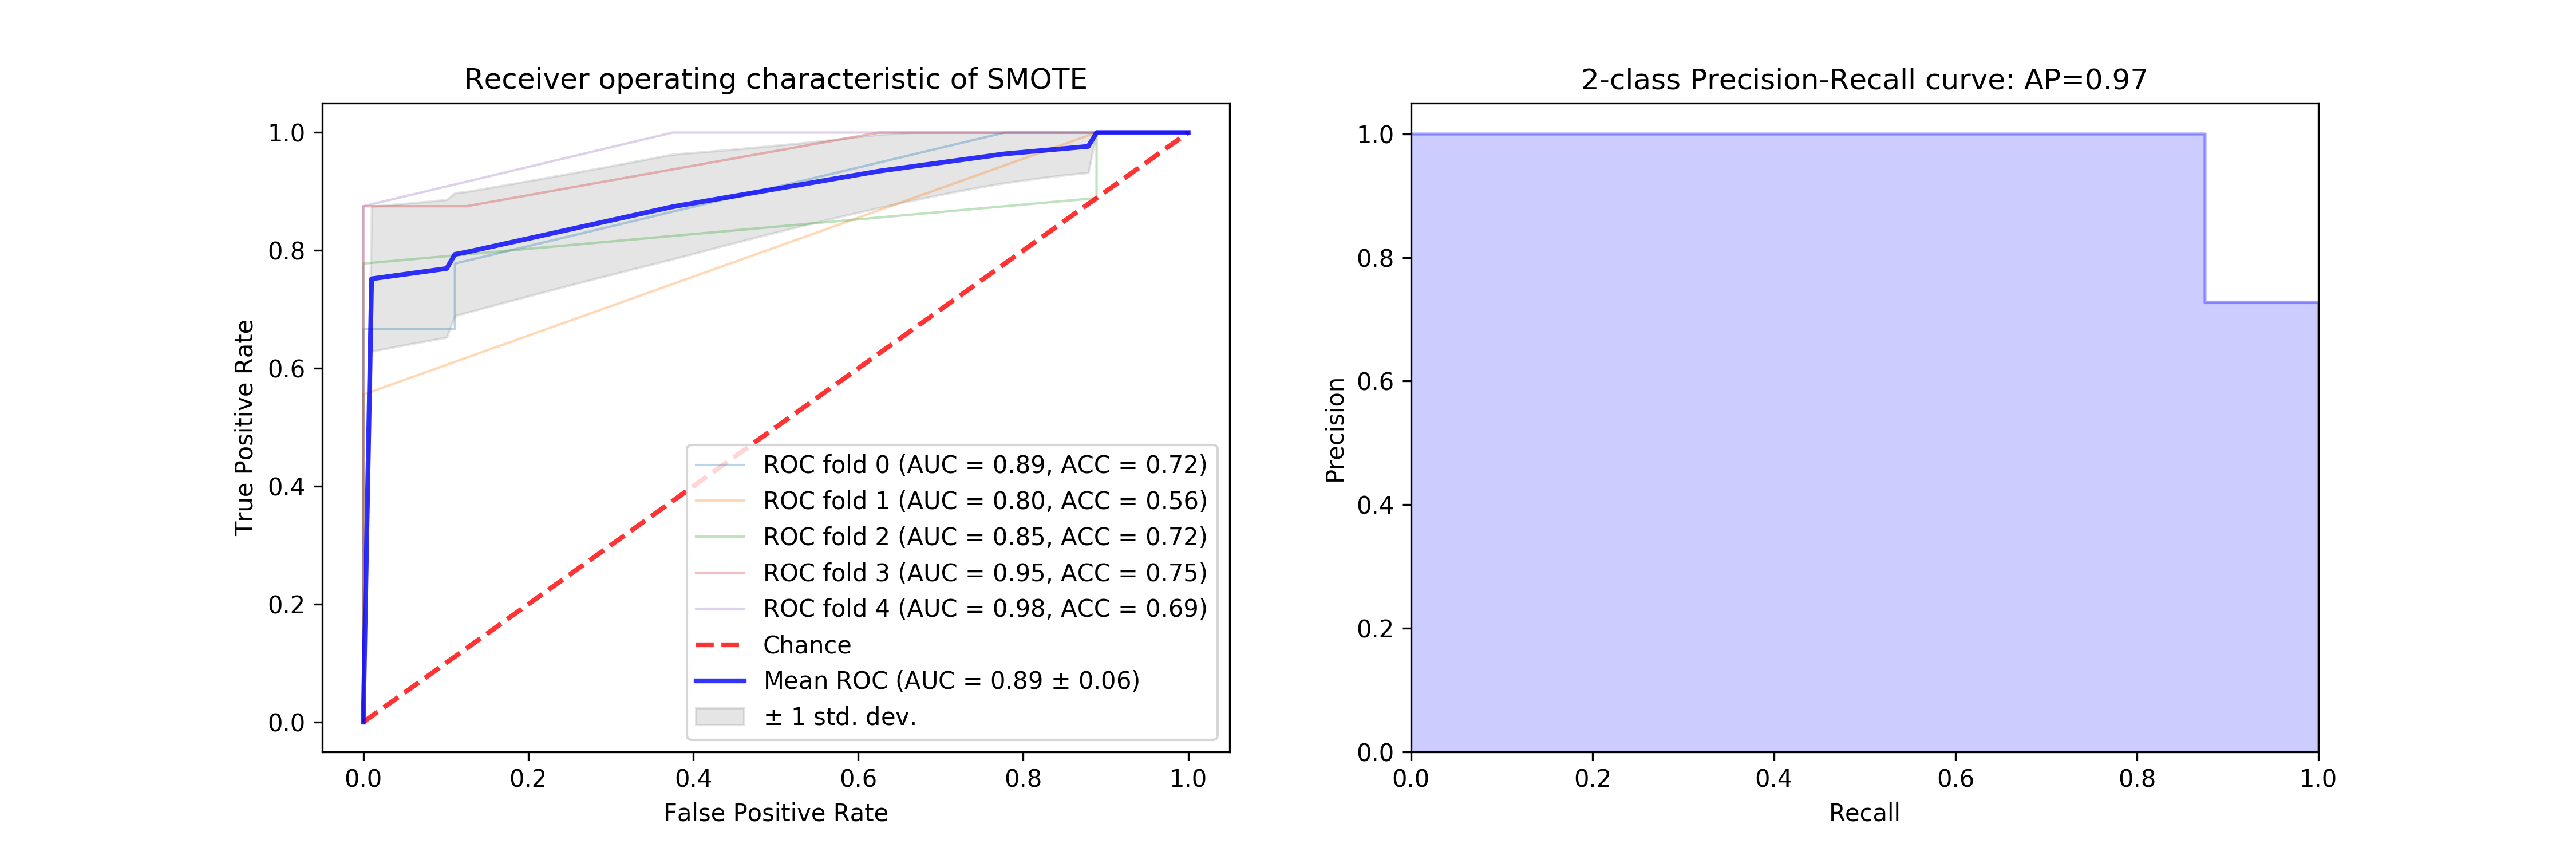 Receiver operating characteristic of SMOTE
True Positive Rate
1.0
0.8
0.6
0.4
0.2
0.0
ROC fold 0 (AUC = 0.89, ACC = 0.72)
ROC fold 1 (AUC = 0.80, ACC = 0.56)
ROC fold 2 (AUC = 0.85, ACC = 0.72)
ROC fold 3 (AUC = 0.95, ACC = 0.75)
ROC fold 4 (AUC = 0.98, ACC = 0.69)
Chance
Mean ROC (AUC = 0.89 ± 0.06)
± 1 std. dev.
0.0 0.2 0.4 0.6 0.8 1.0
False Positive Rate
2-class Precision-Recall curve: AP=0.97
Precision
1.0
0.8
0.6
0.4
0.2
0.0
0.0 0.2 0.4 0.6 0.8 1.0
Recall